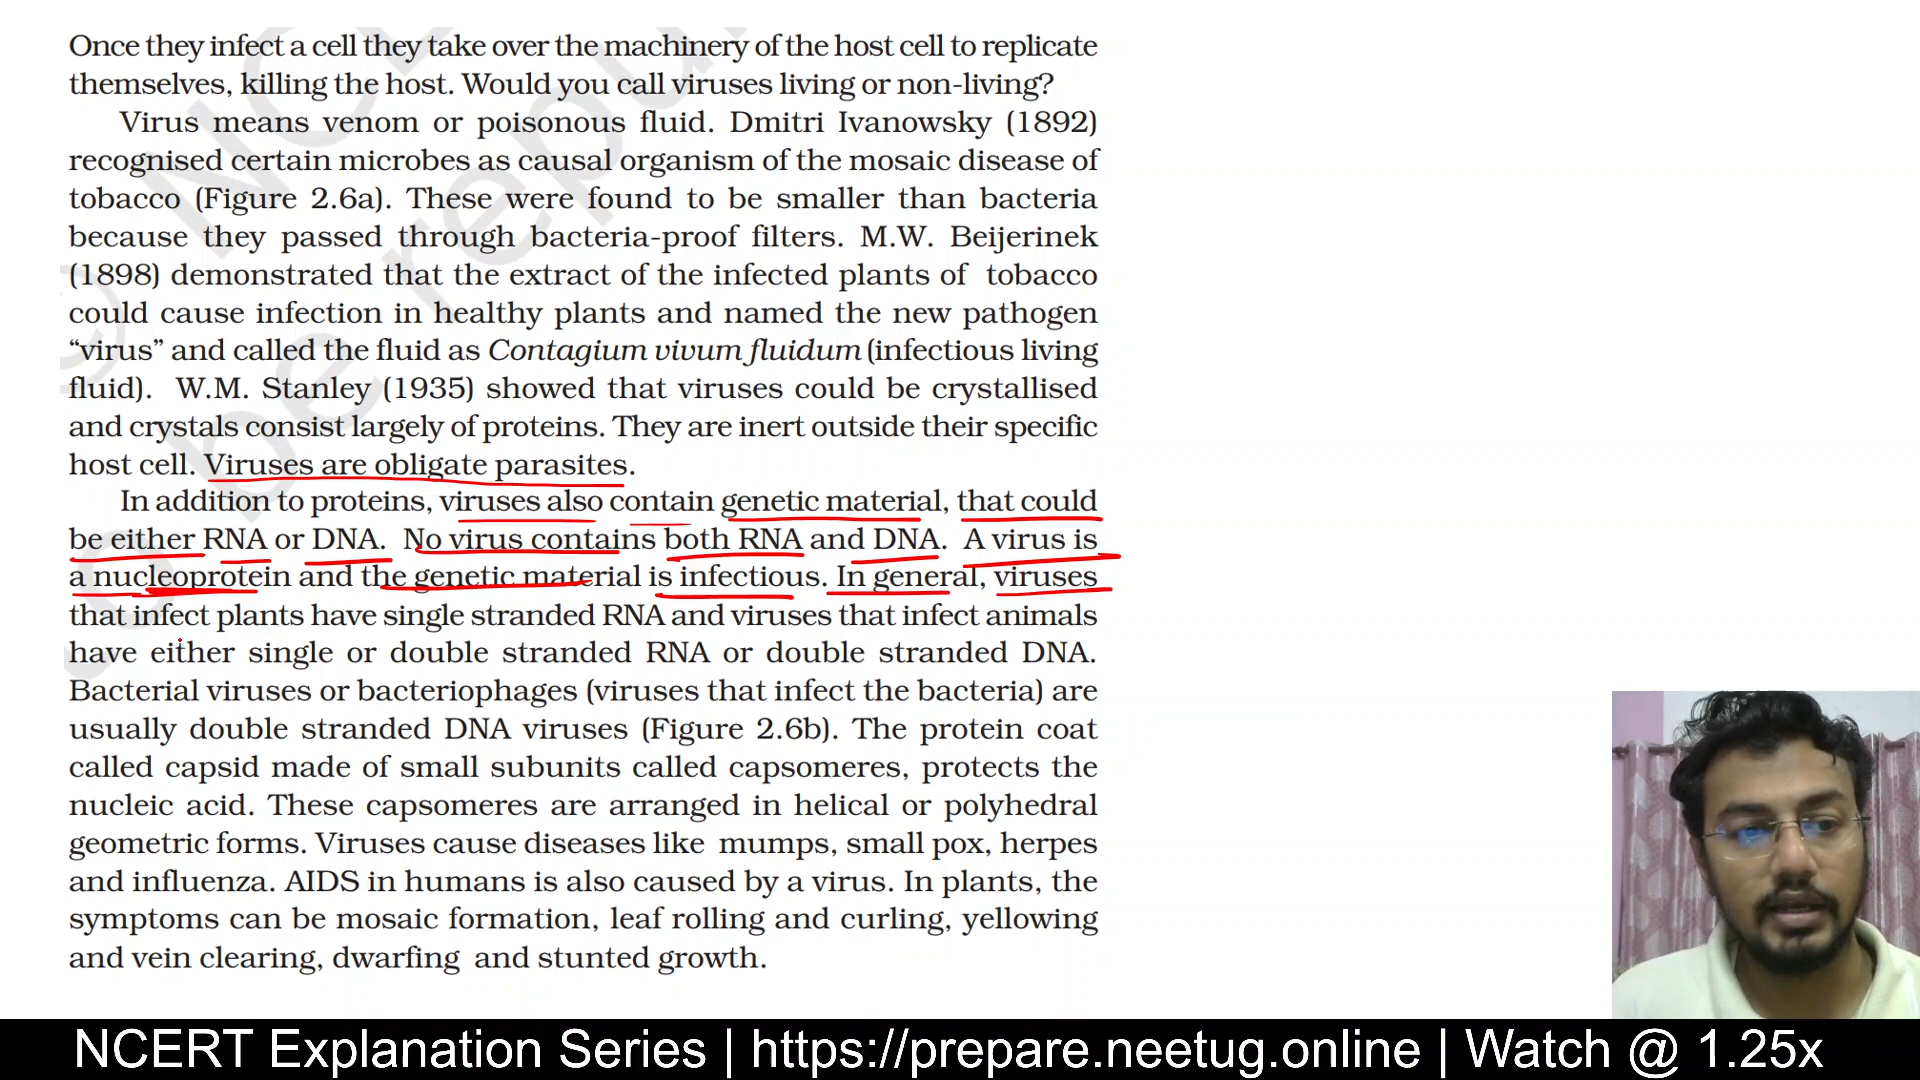 Once they infect a cell they take over the machinery of the host cell to replicate
themselves, killing the host. Would you call viruses living or non-living?
Virus means venom or poisonous fluid. Dmitri Ivanowsky (1892)
recognised certain microbes as causal organism of the mosaic disease of
tobacco (Figure 2.6a). These were found to be smaller than bacteria
because they passed through bacteria-proof filters. M.W. Beijerinek
(1898) demonstrated that the extract of the infected plants of tobacco
could cause infection in healthy plants and named the new pathogen
“virus” and called the fluid as Contagium vivum fluidum (infectious living
fluid). W.M. Stanley (1935) showed that viruses could be crystallised
and crystals consist largely of proteins. They are inert outside their specific
host cell. Viruses are obligate parasites.
In addition to proteins, viruses also contain genetic material, that could
be either RNA or DNA. No virus contains both RNA and DNA. A virus is
a nucleoprotein and the genetic material is infectious. In general, viruses
that infect plants have single stranded RNA and viruses that infect animals
have either single or double stranded RNA or double stranded DNA.
Bacterial viruses or bacteriophages (viruses that infect the bacteria) are
usually double stranded DNA viruses (Figure 2.6b). The protein coat
called capsid made of small subunits called capsomeres, protects the
nucleic acid. These capsomeres are arranged in helical or polyhedral
geometric forms. Viruses cause diseases like mumps, small pox, herpes
and influenza. AIDS in humans is also caused by a virus. In plants, the
symptoms can be mosaic formation, leaf rolling and curling, yellowing
and vein clearing, dwarfing and stunted growth.
NCERT Explanation Series | https://prepare.neetug.online | Watch @ 1.25x